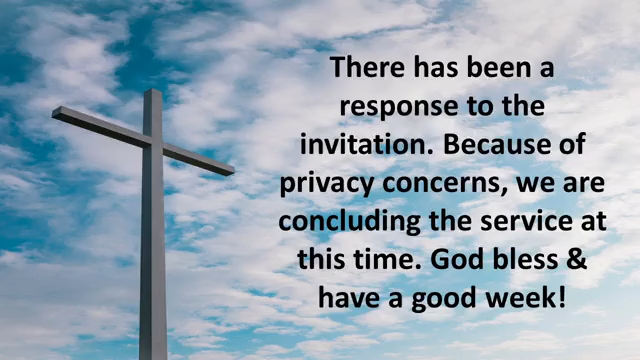 There has been a
response to the
invitation. Because of
privacy concerns, we are
concluding the service at
this time. God bless &
have a good week!